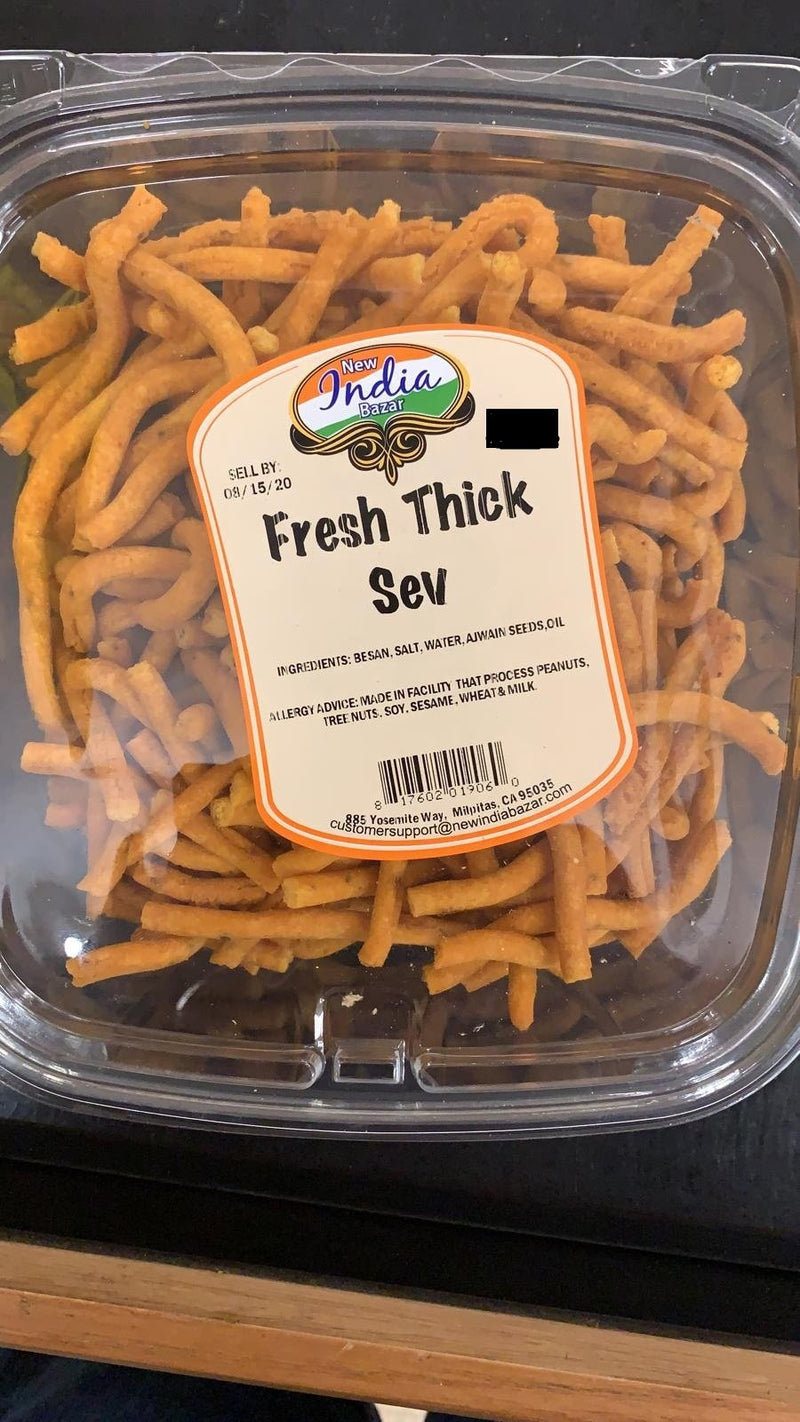 New
India
Bazar
SELL BY:
08/15/20
Fresh Thick
Sev
INGREDIENTS: BESAN, SALT, WATER, AJWAIN SEEDS,OIL
ALLERGY ADVICE: MADE IN FACILITY THAT PROCESS PEANUTS,
TREE NUTS, SOY, SESAME, WHEAT & MILK.
8 17602 01906 0
885 Yosemite Way, Milpitas, CA 95035
customersupport@newindiabazar.com